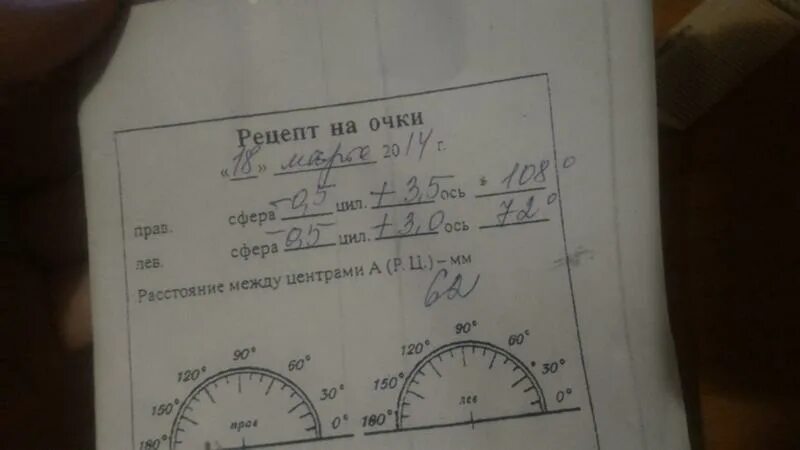 Рецепт на очки
«18» марта 2014 г.
прав. сфера -0,5 цил. + 3,5 ось 108°
лев. сфера -0,5 цил. + 3,0 ось 72°
Расстояние между центрами А (Р. Ц.) – мм
62
90° 90°
120° 60° 120° 60°
150° 30° 150° 30°
180° прав 0° 180° лев 0°